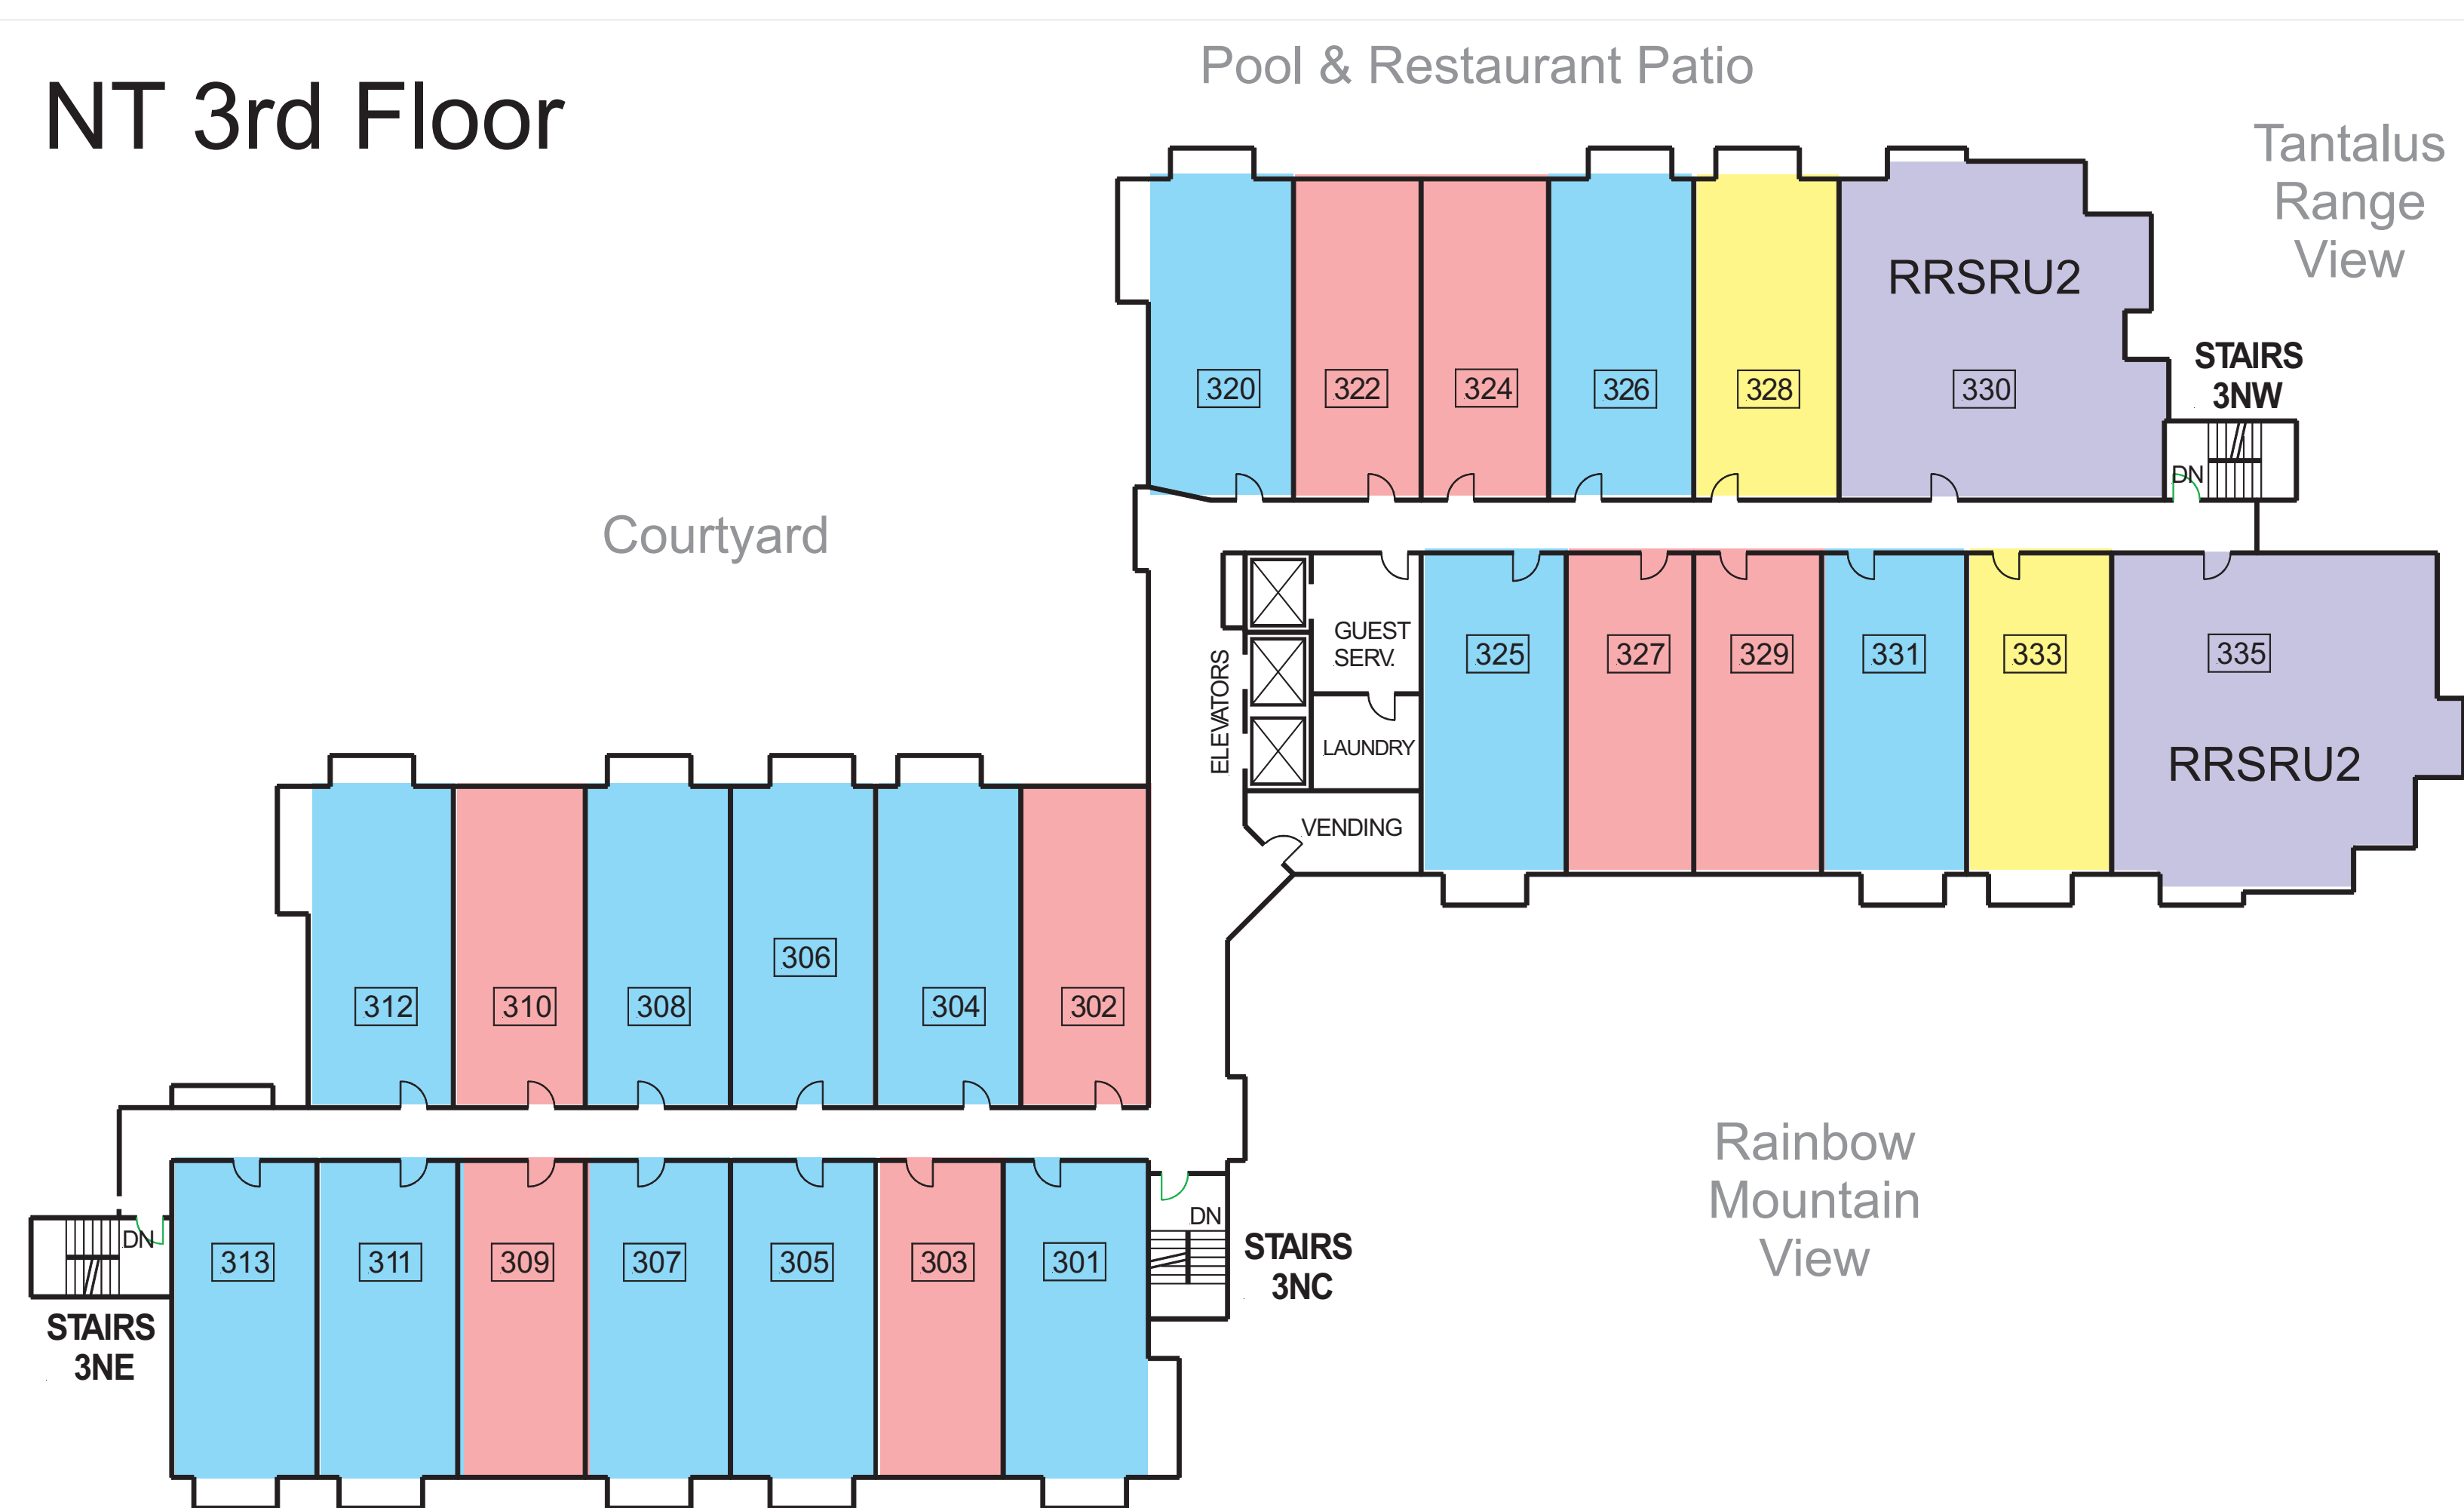 NT 3rd Floor
Pool & Restaurant Patio
Tantalus
Range
View
RRSRU2
STAIRS
3NW
320
322
324
326
328
330
DN
Courtyard
ELEVATORS
GUEST
SERV.
LAUNDRY
VENDING
325
327
329
331
333
335
RRSRU2
312
310
308
306
304
302
Rainbow
Mountain
View
DN
STAIRS
3NC
DN
STAIRS
3NE
313
311
309
307
305
303
301